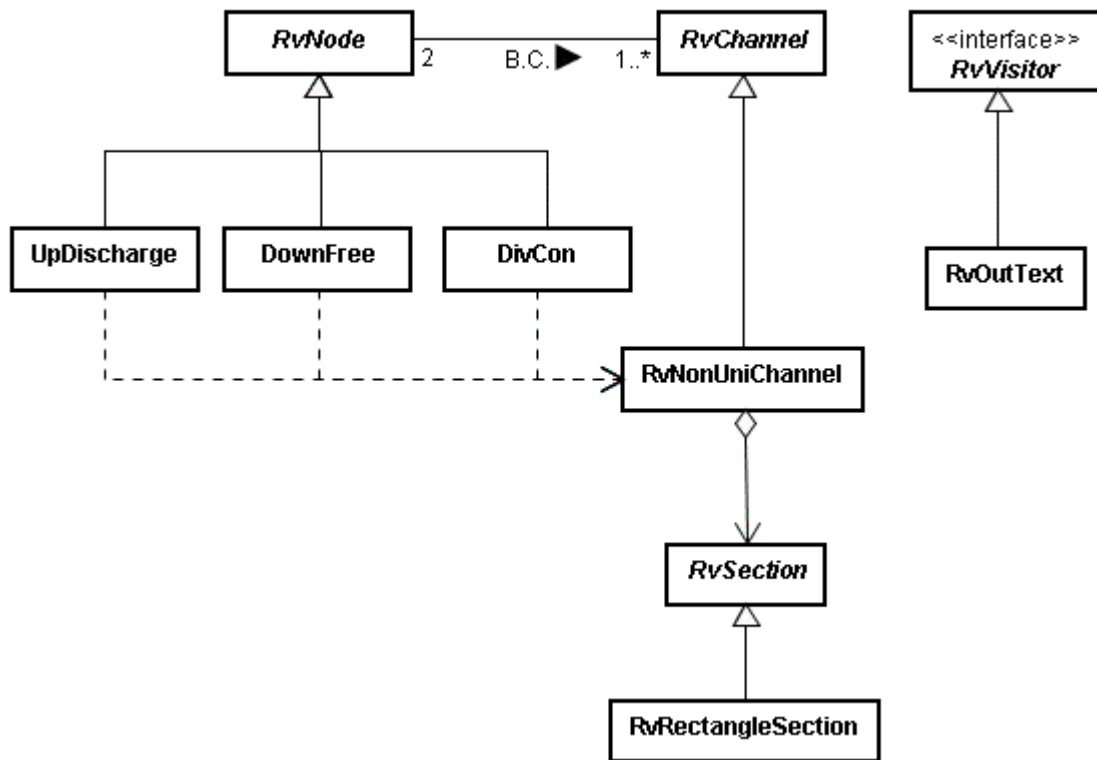 RvNode
2
B.C.
1..*
RvChannel
<<interface>>
RvVisitor
UpDischarge
DownFree
DivCon
RvOutText
RvNonUniChannel
RvSection
RvRectangleSection